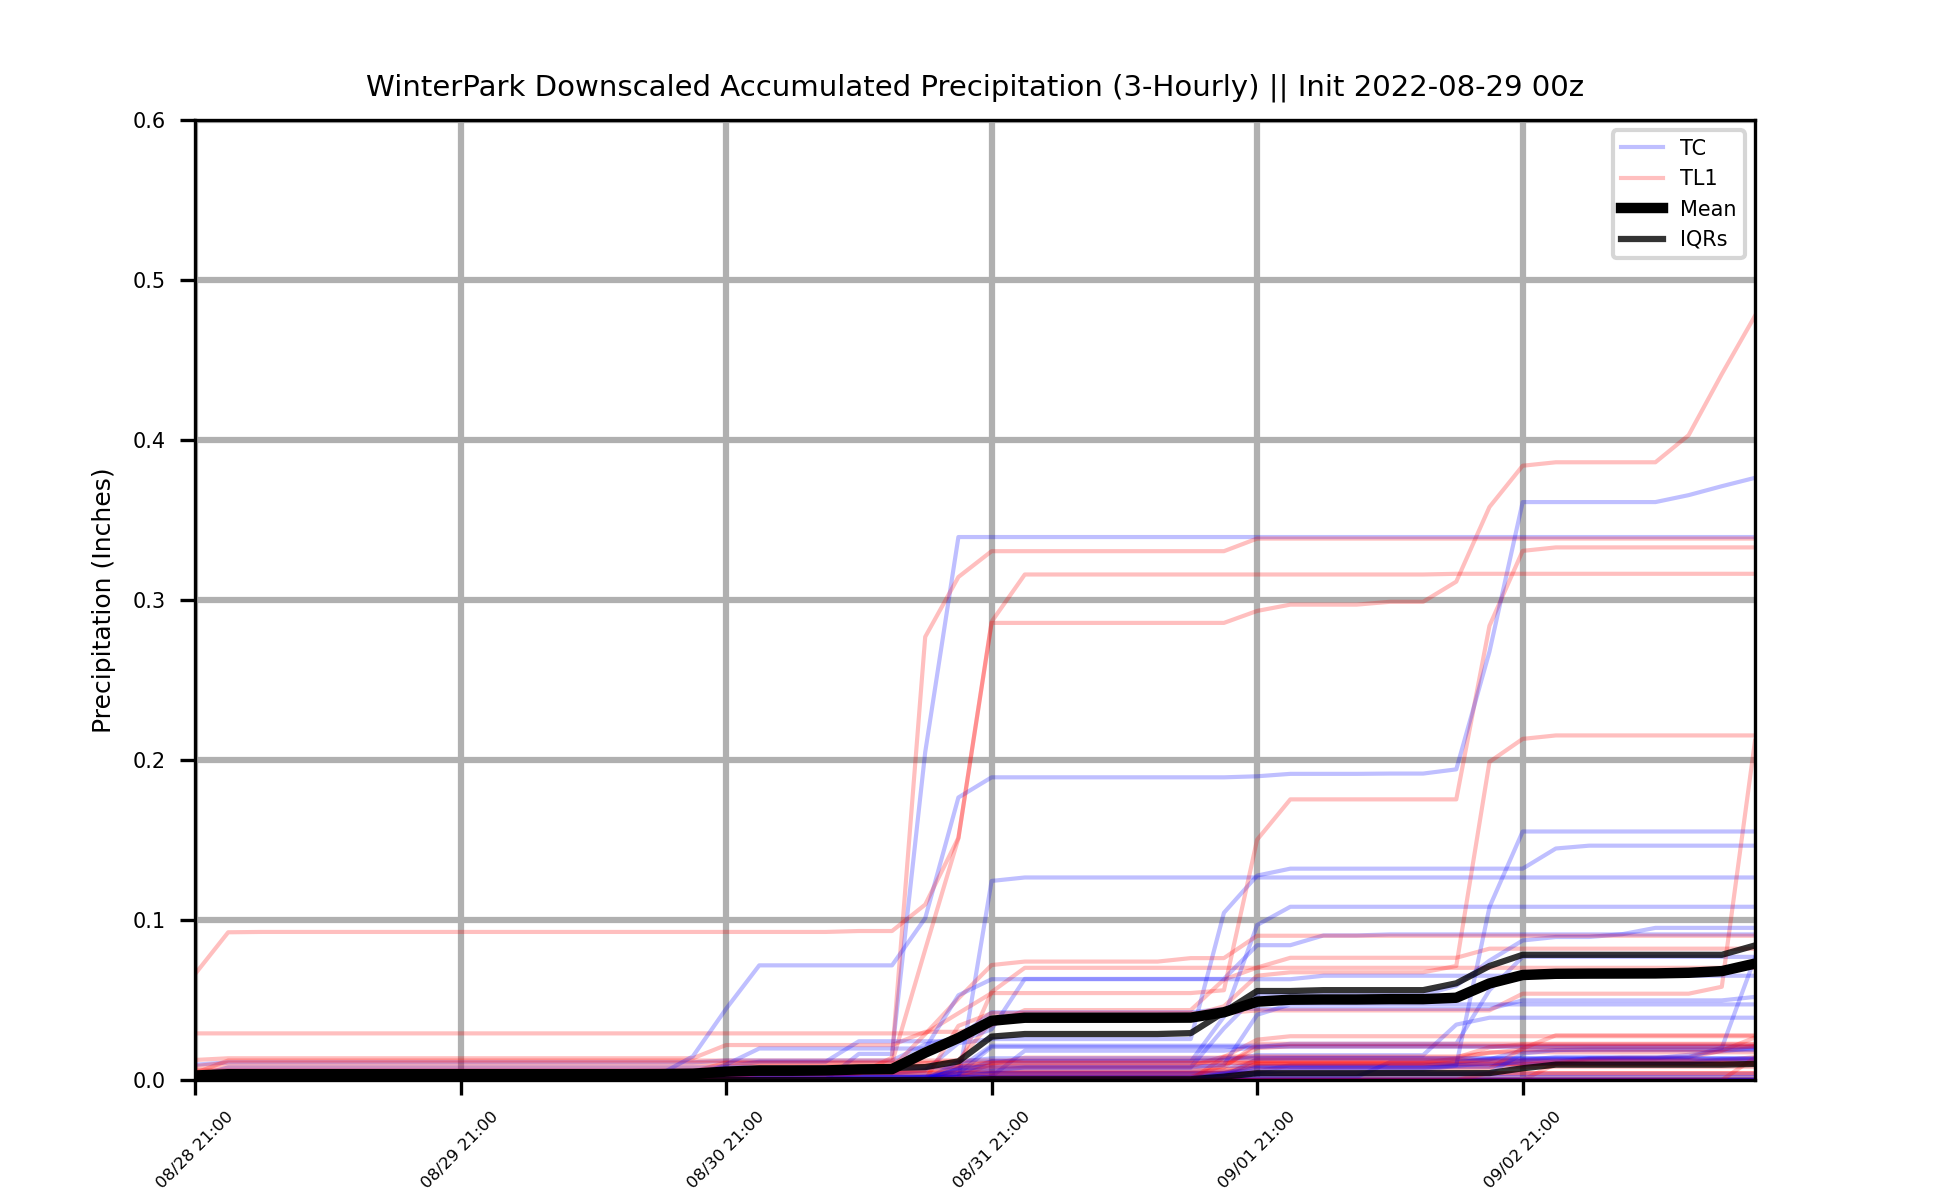 WinterPark Downscaled Accumulated Precipitation (3-Hourly) || Init 2022-08-29 00z
Precipitation (Inches)
0.6
0.5
0.4
0.3
0.2
0.1
0.0
TC
TL1
Mean
IQRs
08/28 21:00
08/29 21:00
08/30 21:00
08/31 21:00
09/01 21:00
09/02 21:00